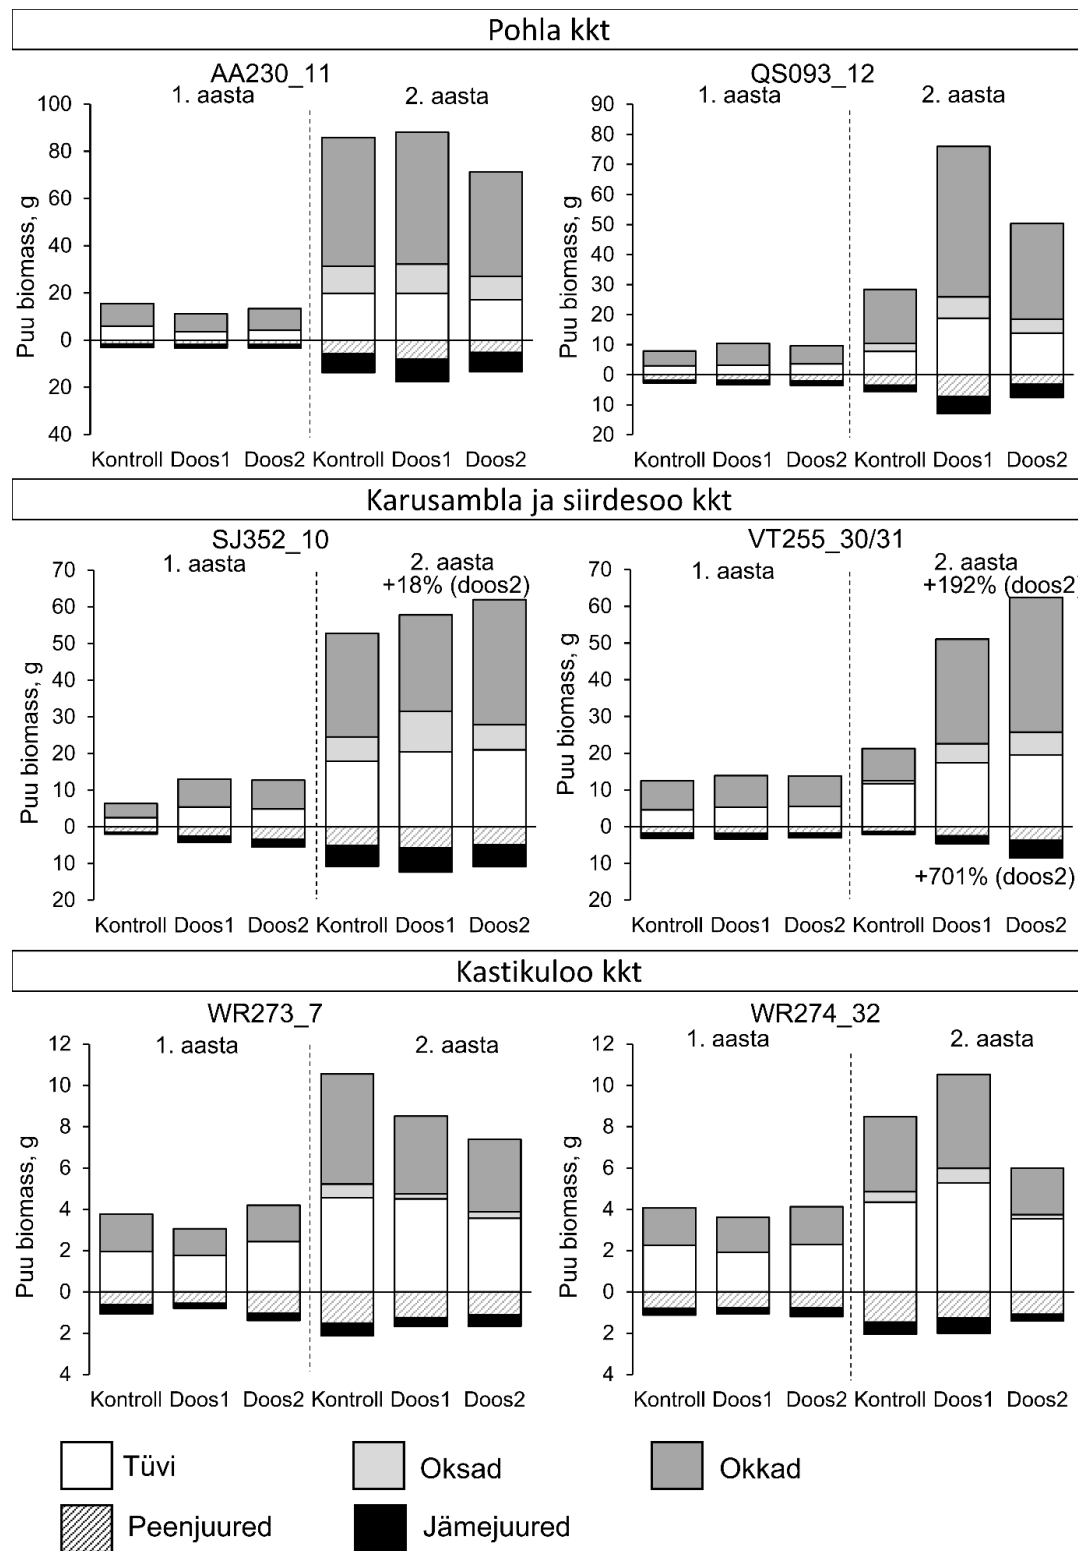 Pohla kkt
AA230_11
1. aasta
2. aasta
Puu biomass, g
100
80
60
40
20
0
20
40
Kontroll Doos1 Doos2 Kontroll Doos1 Doos2
QS093_12
1. aasta
2. aasta
Puu biomass, g
90
80
70
60
50
40
30
20
10
0
10
20
Kontroll Doos1 Doos2 Kontroll Doos1 Doos2
Karusambla ja siirdesoo kkt
SJ352_10
1. aasta
2. aasta
+18% (doos2)
Puu biomass, g
70
60
50
40
30
20
10
0
10
20
Kontroll Doos1 Doos2 Kontroll Doos1 Doos2
VT255_30/31
1. aasta
2. aasta
+192% (doos2)
Puu biomass, g
70
60
50
40
30
20
10
0
10
20
+701% (doos2)
Kontroll Doos1 Doos2 Kontroll Doos1 Doos2
Kastikuloo kkt
WR273_7
1. aasta
2. aasta
Puu biomass, g
12
10
8
6
4
2
0
2
4
Kontroll Doos1 Doos2 Kontroll Doos1 Doos2
WR274_32
1. aasta
2. aasta
Puu biomass, g
12
10
8
6
4
2
0
2
4
Kontroll Doos1 Doos2 Kontroll Doos1 Doos2
Tüvi
Oksad
Okkad
Peenjuured
Jämejuured